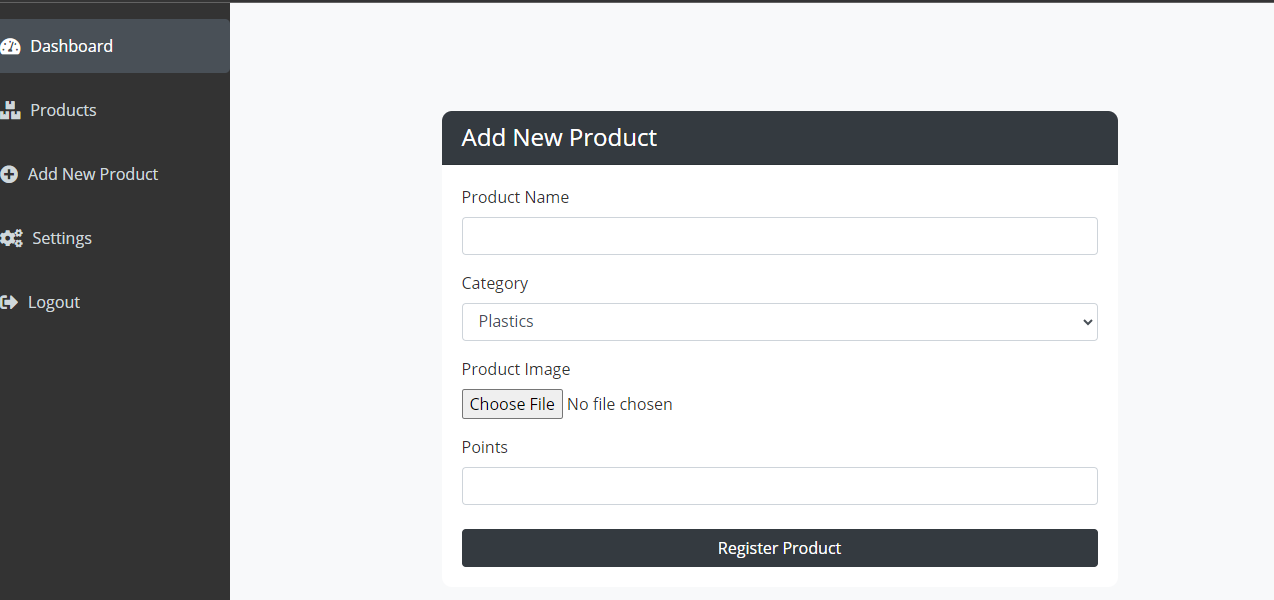 Dashboard
Products
Add New Product
Settings
Logout
Add New Product
Product Name
Category
Plastics
Product Image
Choose File No file chosen
Points
Register Product